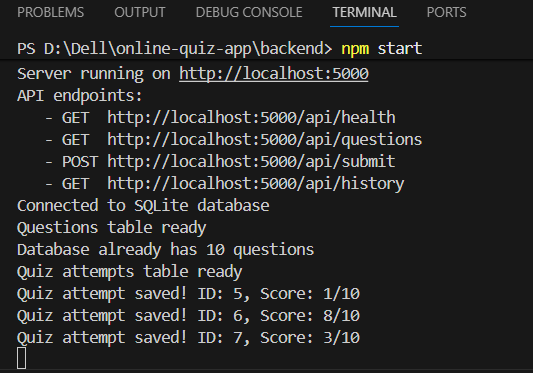 PROBLEMS OUTPUT DEBUG CONSOLE TERMINAL PORTS
PS D:\Dell\online-quiz-app\backend> npm start
Server running on http://localhost:5000
API endpoints:
   - GET  http://localhost:5000/api/health
   - GET  http://localhost:5000/api/questions
   - POST http://localhost:5000/api/submit
   - GET  http://localhost:5000/api/history
Connected to SQLite database
Questions table ready
Database already has 10 questions
Quiz attempts table ready
Quiz attempt saved! ID: 5, Score: 1/10
Quiz attempt saved! ID: 6, Score: 8/10
Quiz attempt saved! ID: 7, Score: 3/10